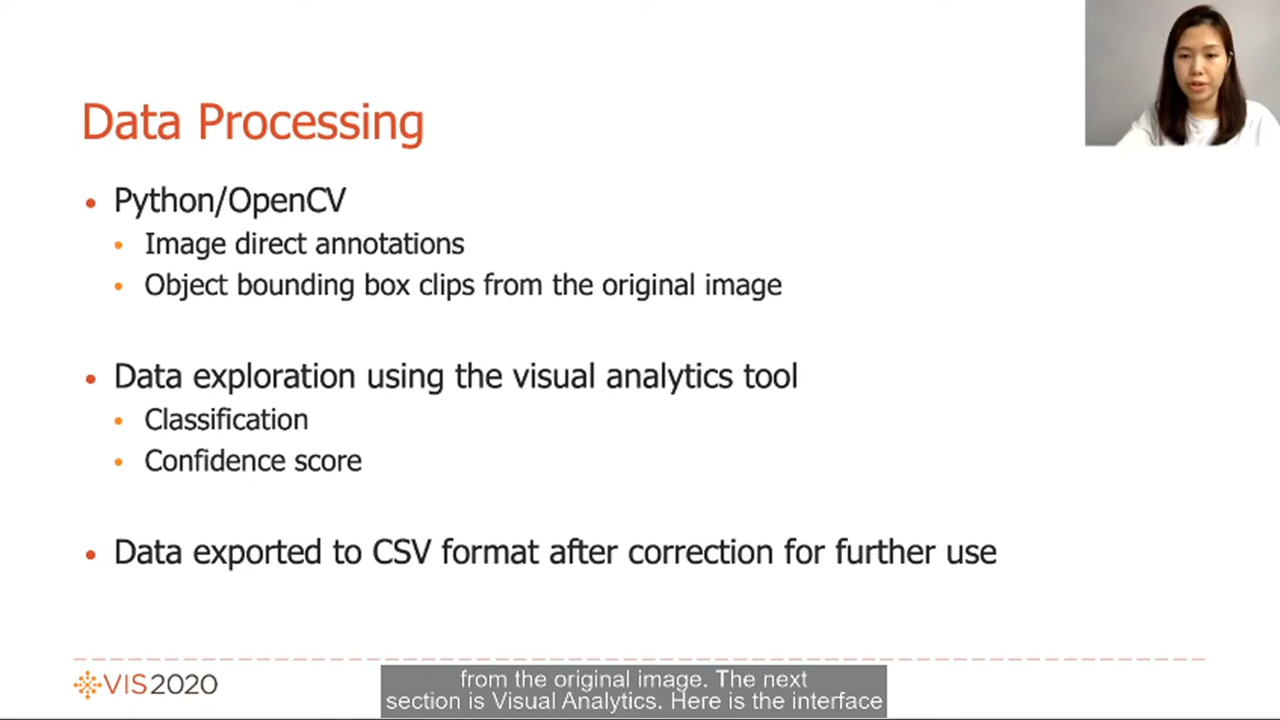 Data Processing
• Python/OpenCV
• Image direct annotations
• Object bounding box clips from the original image
• Data exploration using the visual analytics tool
• Classification
• Confidence score
• Data exported to CSV format after correction for further use
VIS2020
from the original image. The next
section is Visual Analytics. Here is the interface